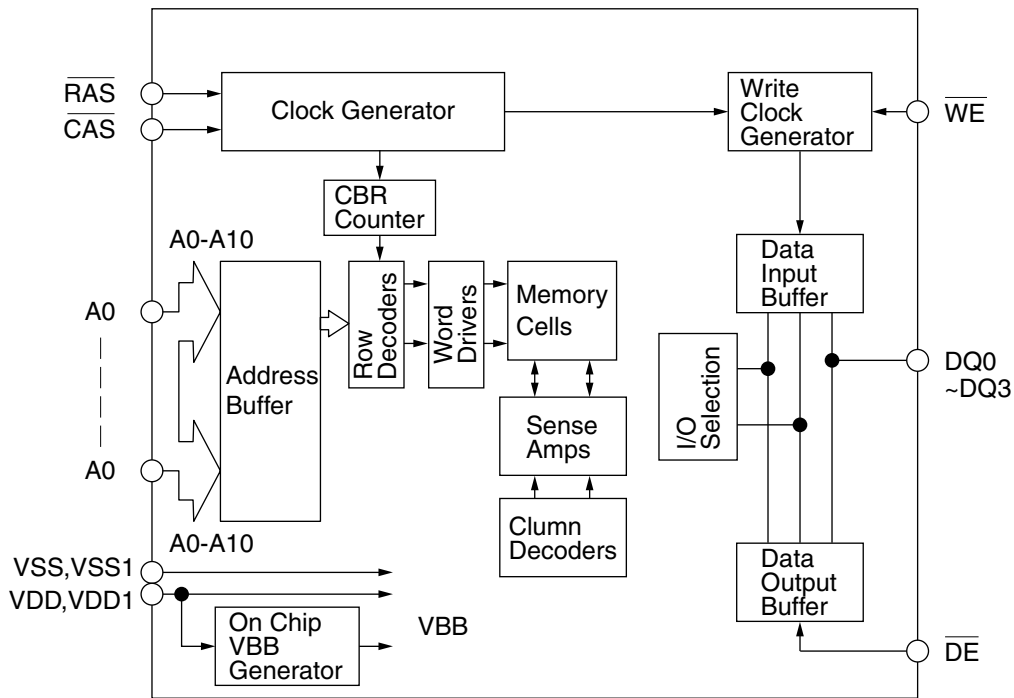 RAS
CAS
Clock Generator
Write
Clock
Generator
WE
CBR
Counter
A0-A10
A0
A0
A0-A10
Address
Buffer
Row
Decoders
Word
Drivers
Memory
Cells
Sense
Amps
Clumn
Decoders
Data
Input
Buffer
I/O
Selection
DQ0
~DQ3
Data
Output
Buffer
DE
VSS,VSS1
VDD,VDD1
On Chip
VBB
Generator
VBB